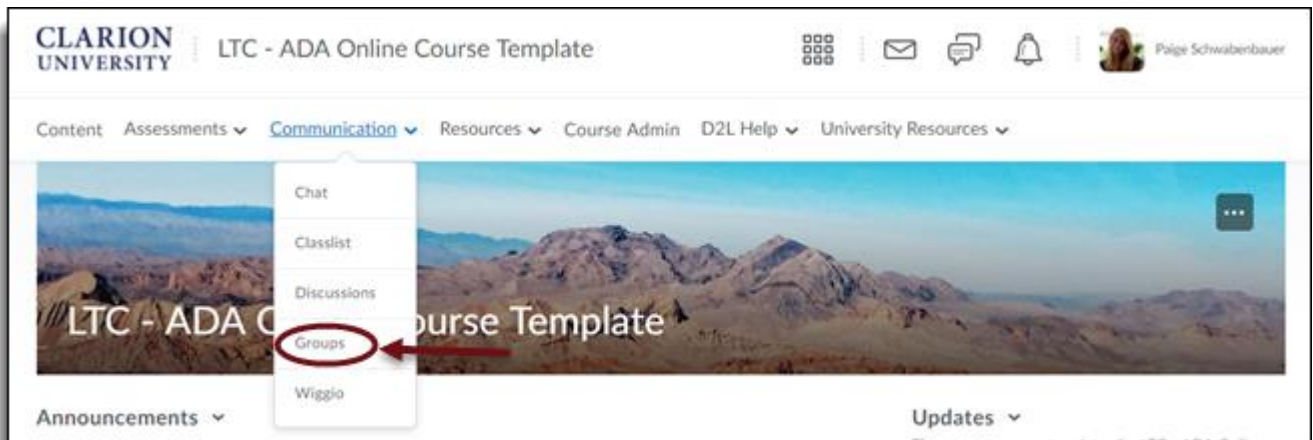 CLARION
UNIVERSITY
LTC - ADA Online Course Template
Paige Schwabenbauer
Content Assessments Communication Resources Course Admin D2L Help University Resources
Chat
Classlist
Discussions
Groups
Wiggio
LTC - ADA Course Template
Announcements
Updates